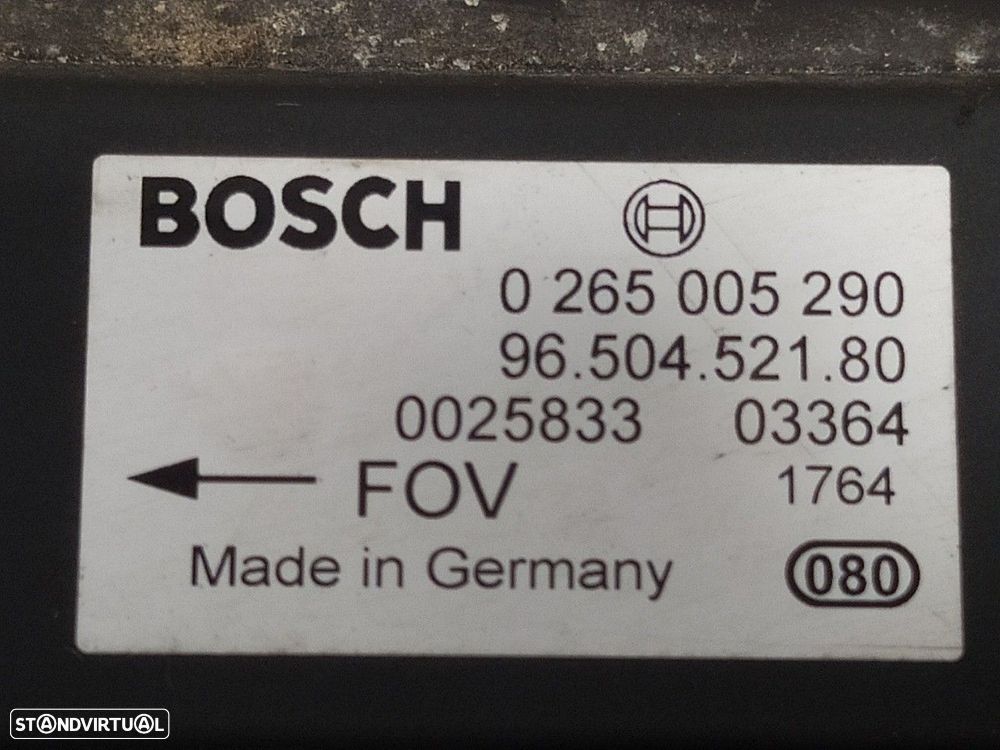 BOSCH
0 265 005 290
96.504.521.80
0025833 03364
FOV 1764
Made in Germany 080
STANDVIRTUAL